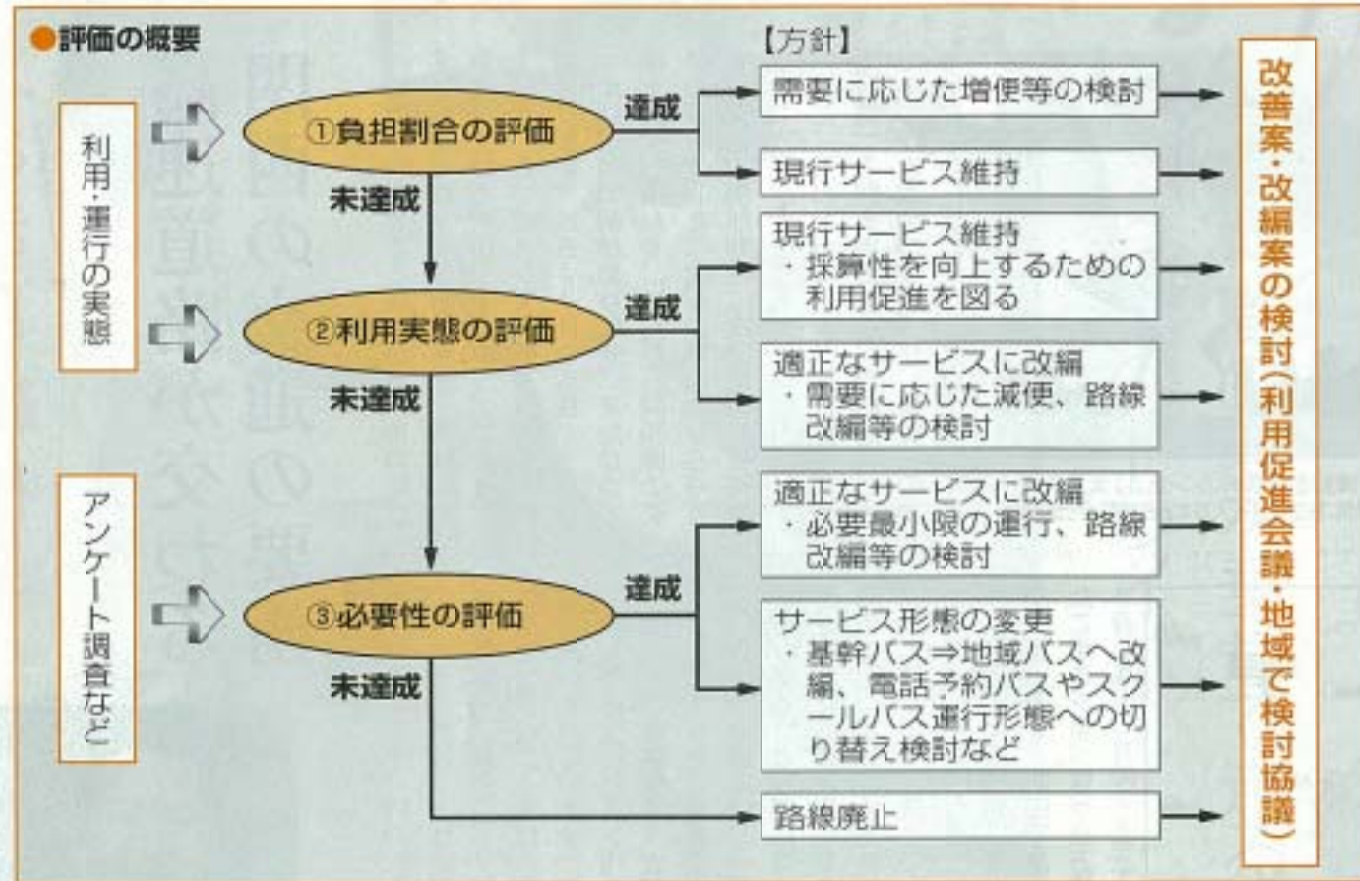 ●評価の概要
利用・運行の実態
アンケート調査など
①負担割合の評価
達成
未達成
②利用実態の評価
達成
未達成
③必要性の評価
達成
未達成
【方針】
需要に応じた増便等の検討
現行サービス維持
現行サービス維持
・採算性を向上するための
利用促進を図る
適正なサービスに改編
・需要に応じた減便、路線
改編等の検討
適正なサービスに改編
・必要最小限の運行、路線
改編等の検討
サービス形態の変更
・基幹バス⇒地域バスへ改
編、電話予約バスやスク
ールバス運行形態への切
り替え検討など
路線廃止
改善案・改編案の検討（利用促進会議・地域で検討協議）